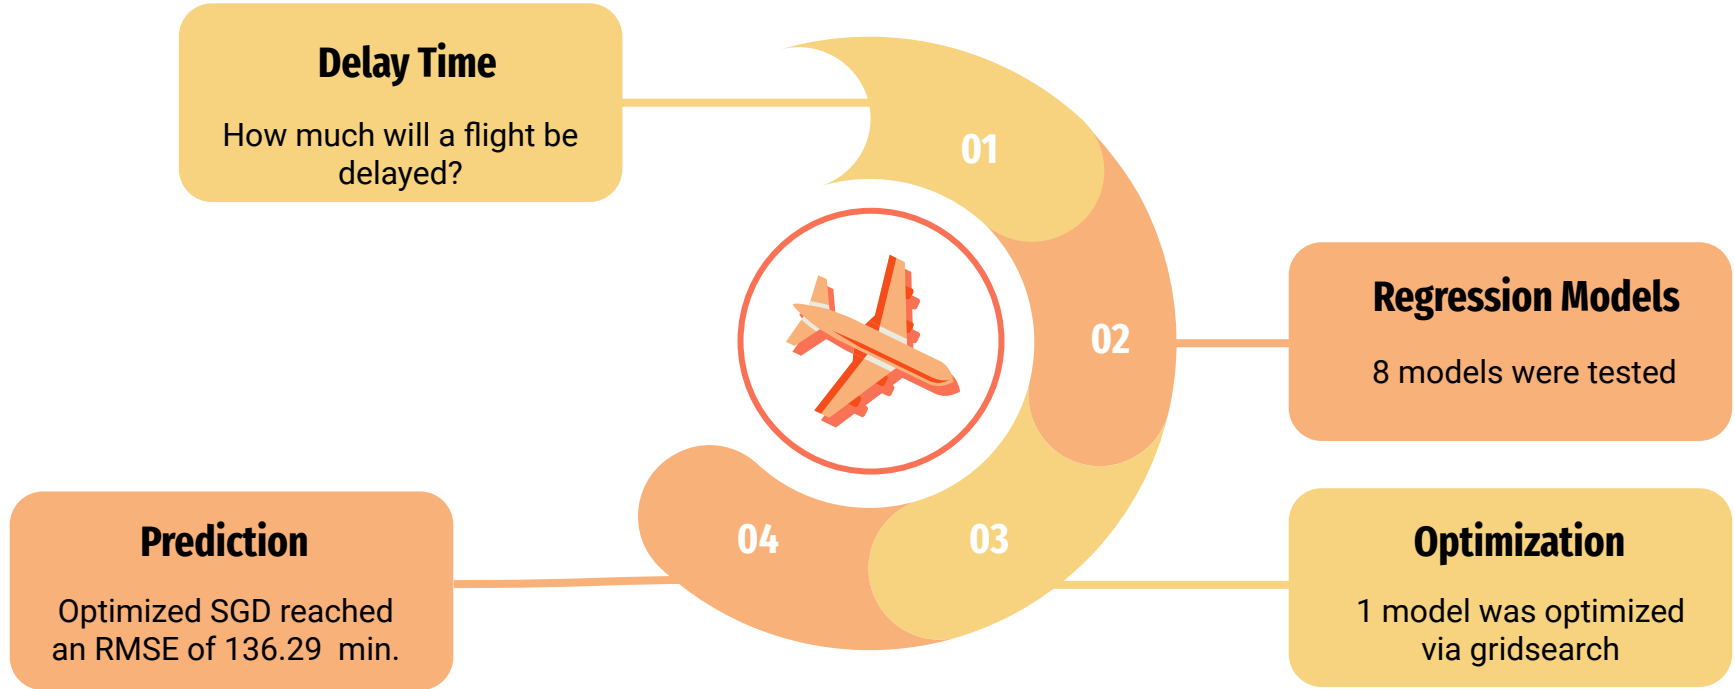 Delay Time
How much will a flight be
delayed?
01
02
Regression Models
8 models were tested
03
Optimization
1 model was optimized
via gridsearch
04
Prediction
Optimized SGD reached
an RMSE of 136.29 min.